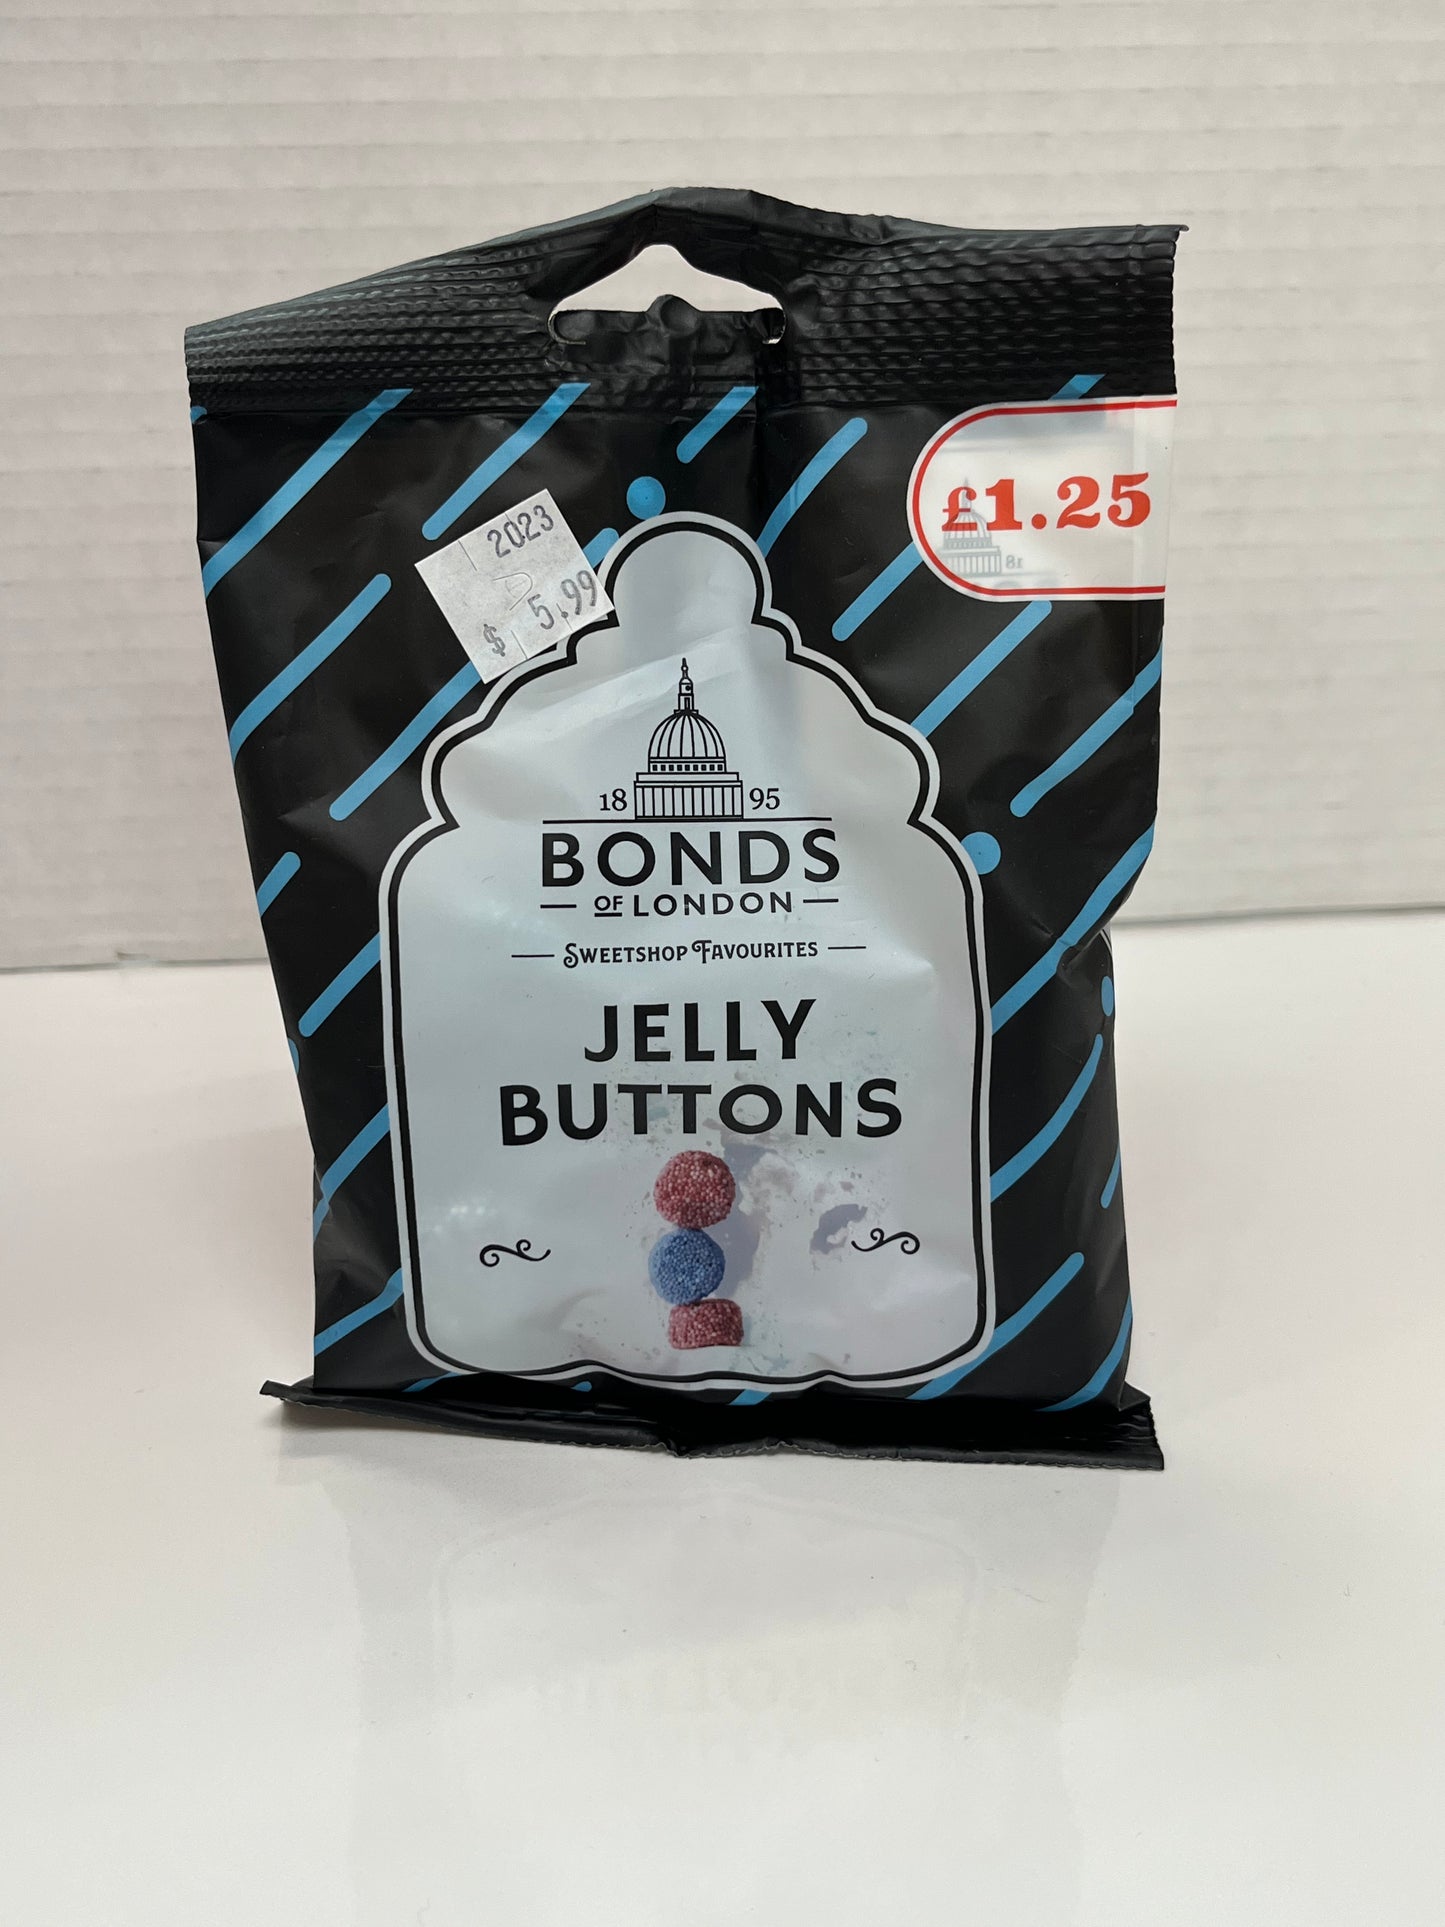 £1.25
2023
$ 5.99
18 95
BONDS
OF LONDON
SWEETSHOP FAVOURITES
JELLY
BUTTONS